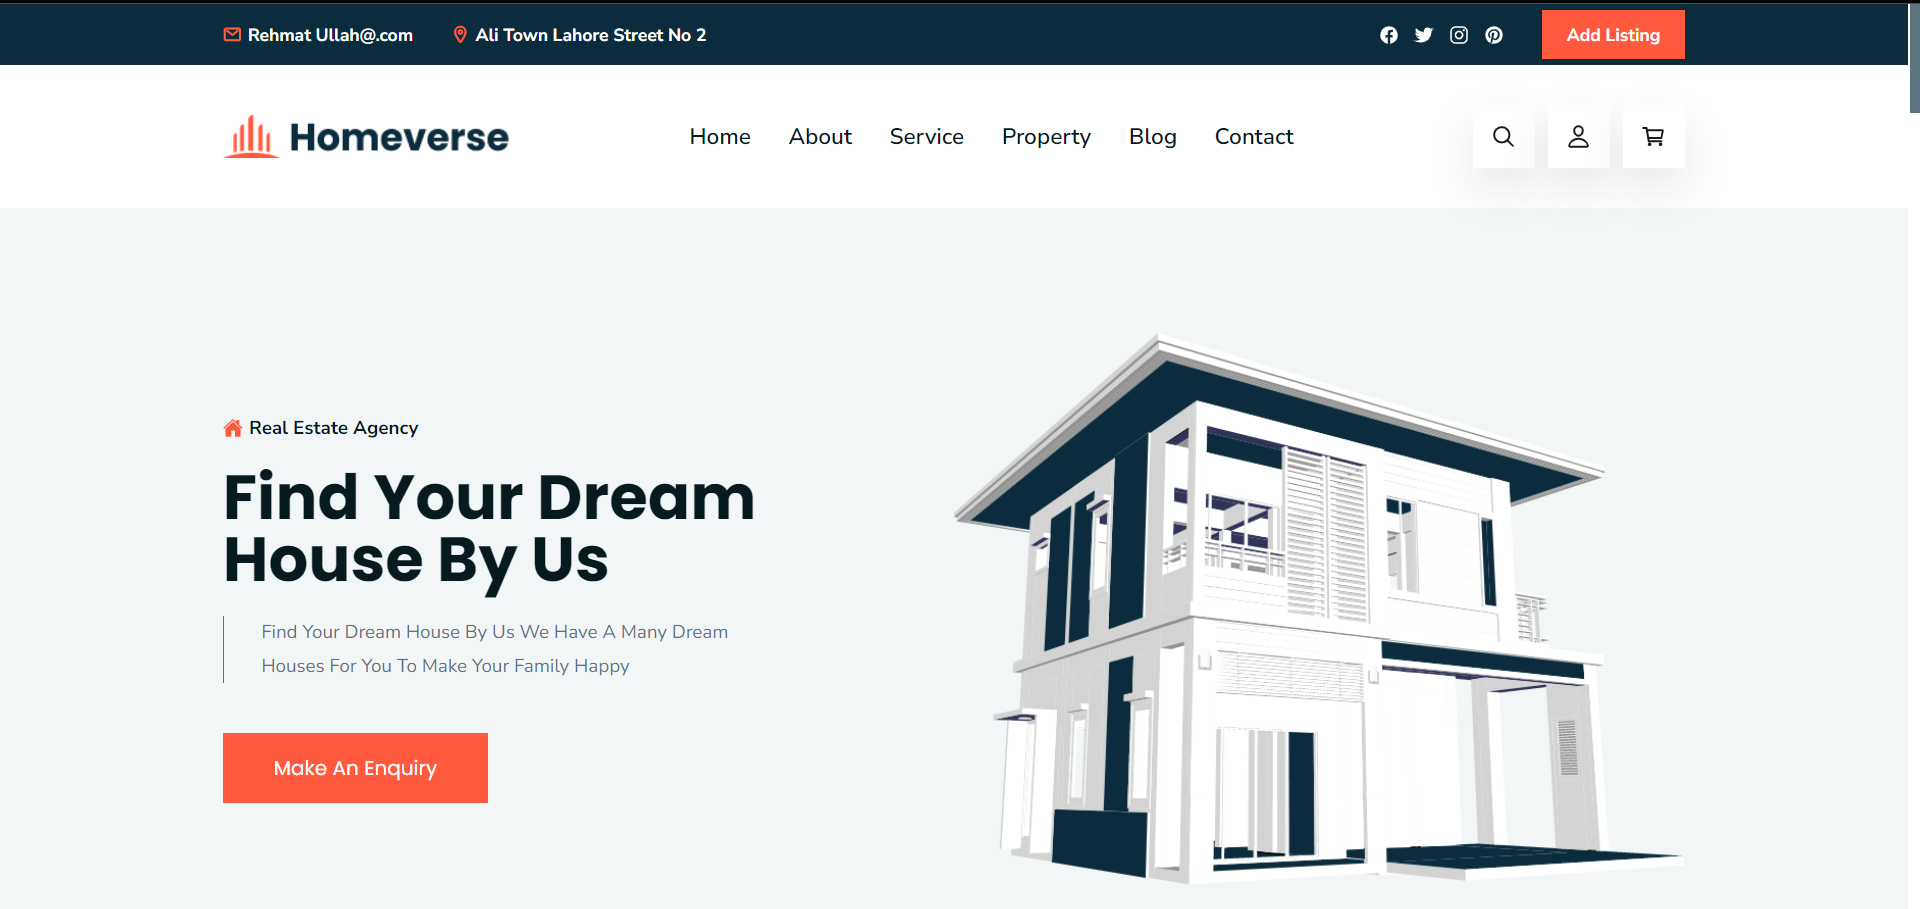 Rehmat Ullah@.com
Ali Town Lahore Street No 2
Add Listing
Homeverse
Home
About
Service
Property
Blog
Contact
Real Estate Agency
Find Your Dream
House By Us
Find Your Dream House By Us We Have A Many Dream
Houses For You To Make Your Family Happy
Make An Enquiry